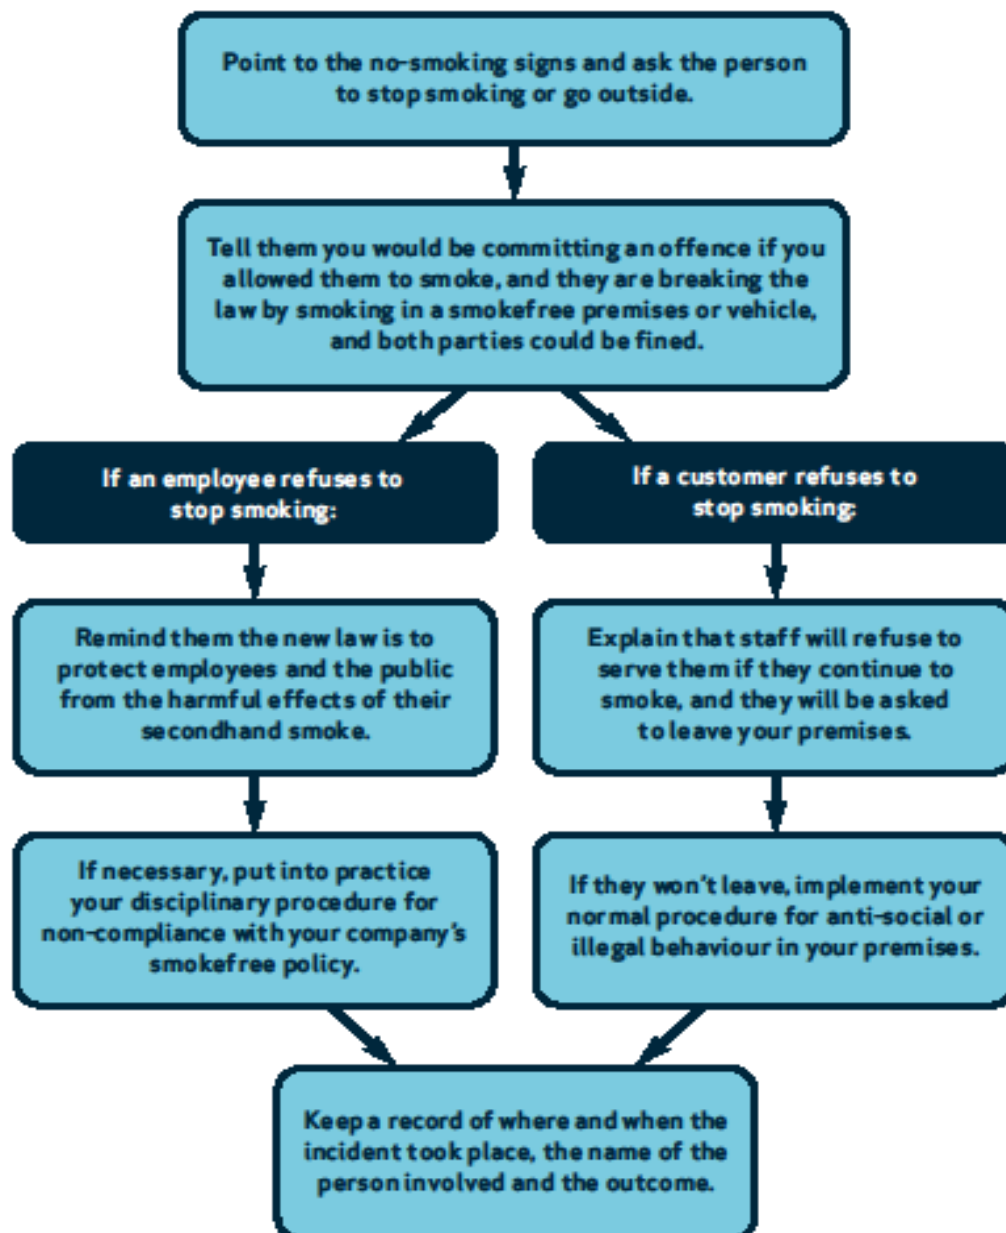 Point to the no-smoking signs and ask the person
to stop smoking or go outside.
Tell them you would be committing an offence if you
allowed them to smoke, and they are breaking the
law by smoking in a smokefree premises or vehicle,
and both parties could be fined.
If an employee refuses to
stop smoking:
If a customer refuses to
stop smoking:
Remind them the new law is to
protect employees and the public
from the harmful effects of their
secondhand smoke.
Explain that staff will refuse to
serve them if they continue to
smoke, and they will be asked
to leave your premises.
If necessary, put into practice
your disciplinary procedure for
non-compliance with your company's
smokefree policy.
If they won't leave, implement your
normal procedure for anti-social or
illegal behaviour in your premises.
Keep a record of where and when the
incident took place, the name of the
person involved and the outcome.